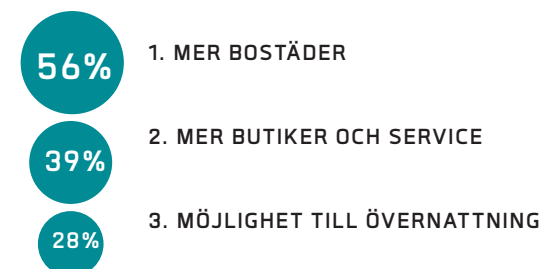 56%
1. MER BOSTÄDER
39%
2. MER BUTIKER OCH SERVICE
28%
3. MÖJLIGHET TILL ÖVERNATTNING